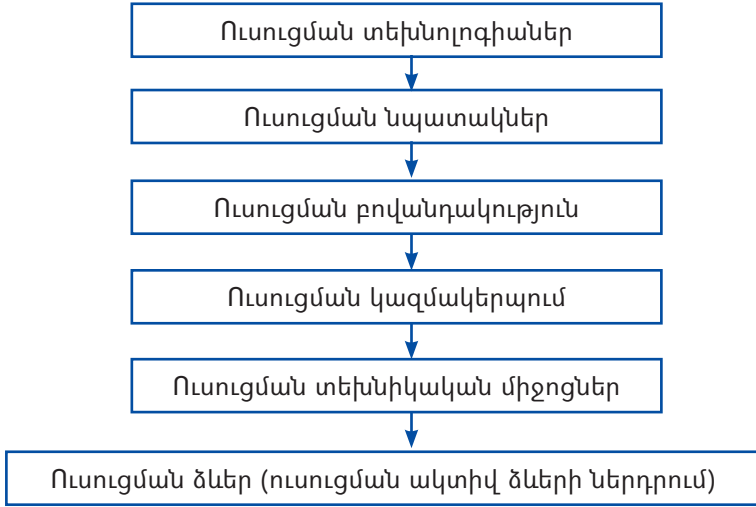 Ուսուցման տեխնոլոգիաներ
Ուսուցման նպատակներ
Ուսուցման բովանդակություն
Ուսուցման կազմակերպում
Ուսուցման տեխնիկական միջոցներ
Ուսուցման ձևեր (ուսուցման ակտիվ ձևերի ներդրում)